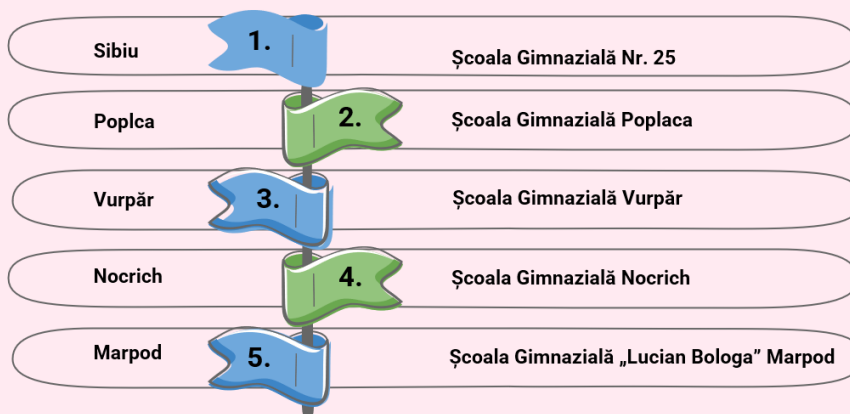 Sibiu 1. Școala Gimnazială Nr. 25
Poplca 2. Școala Gimnazială Poplaca
Vurpăr 3. Școala Gimnazială Vurpăr
Nocrich 4. Școala Gimnazială Nocrich
Marpod 5. Școala Gimnazială „Lucian Bologa” Marpod